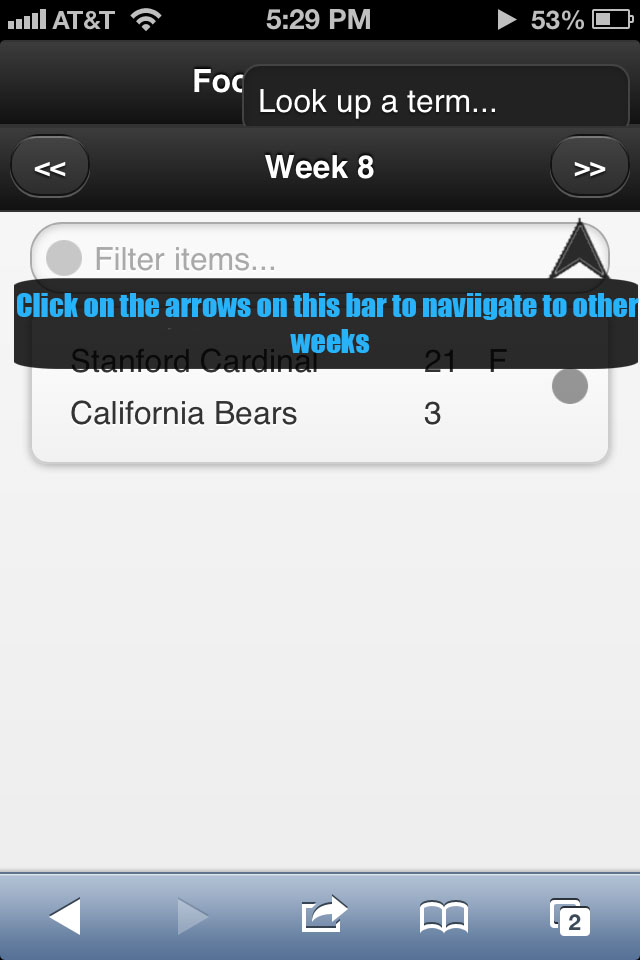 AT&T 5:29 PM 53%
Foo
Look up a term...
<< Week 8 >>
Filter items...
Click on the arrows on this bar to naviigate to other
weeks
Stanford Cardinal 21 F
California Bears 3
2